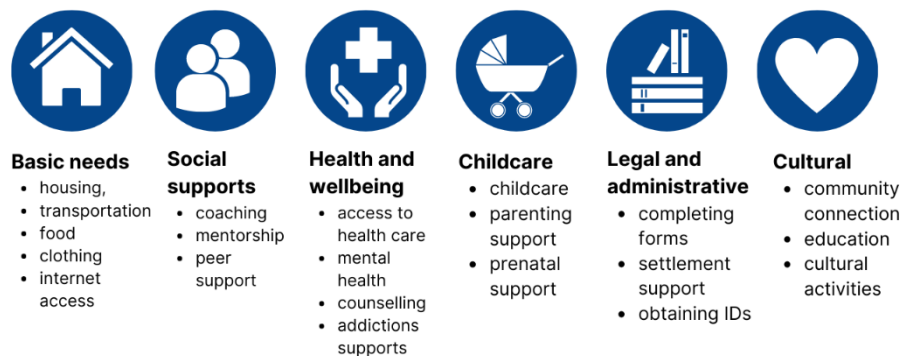 Basic needs
• housing,
• transportation
• food
• clothing
• internet
access
Social
supports
• coaching
• mentorship
• peer
support
Health and
wellbeing
• access to
health care
• mental
health
• counselling
• addictions
supports
Childcare
• childcare
• parenting
support
• prenatal
support
Legal and
administrative
• completing
forms
• settlement
support
• obtaining IDs
Cultural
• community
connection
• education
• cultural
activities